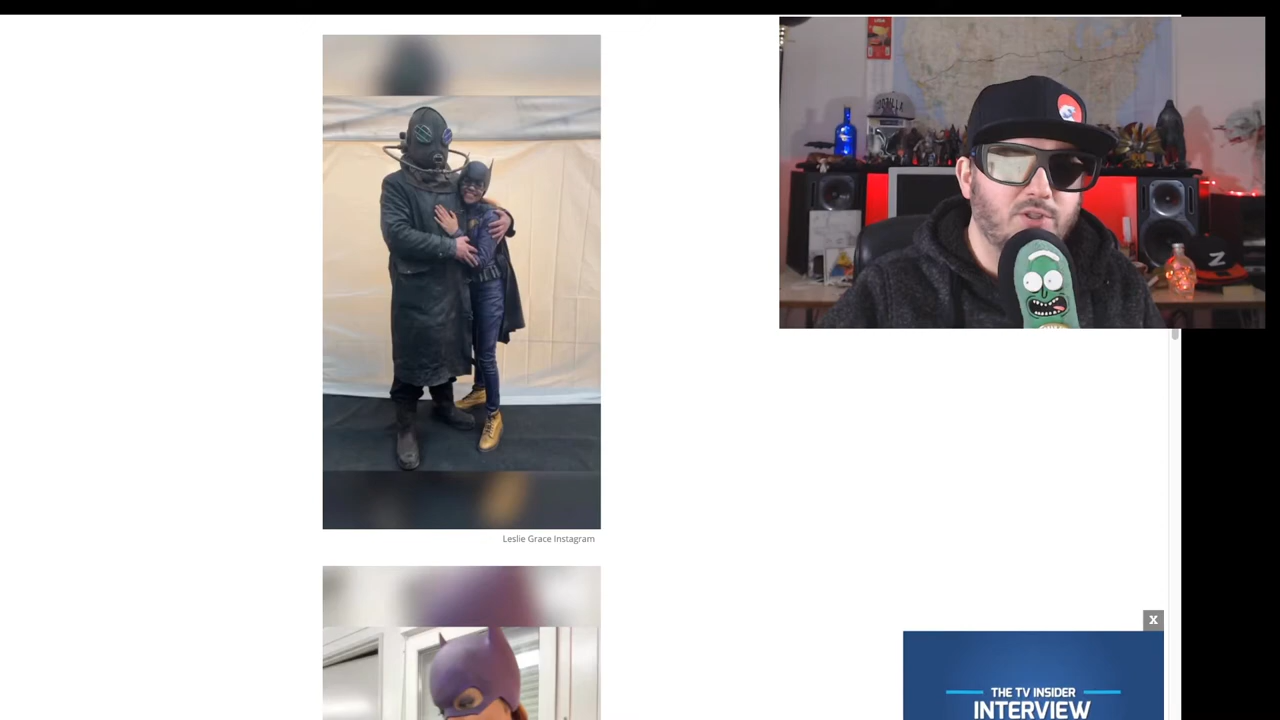 Z
Leslie Grace Instagram
X
THE TV INSIDER
INTERVIEW